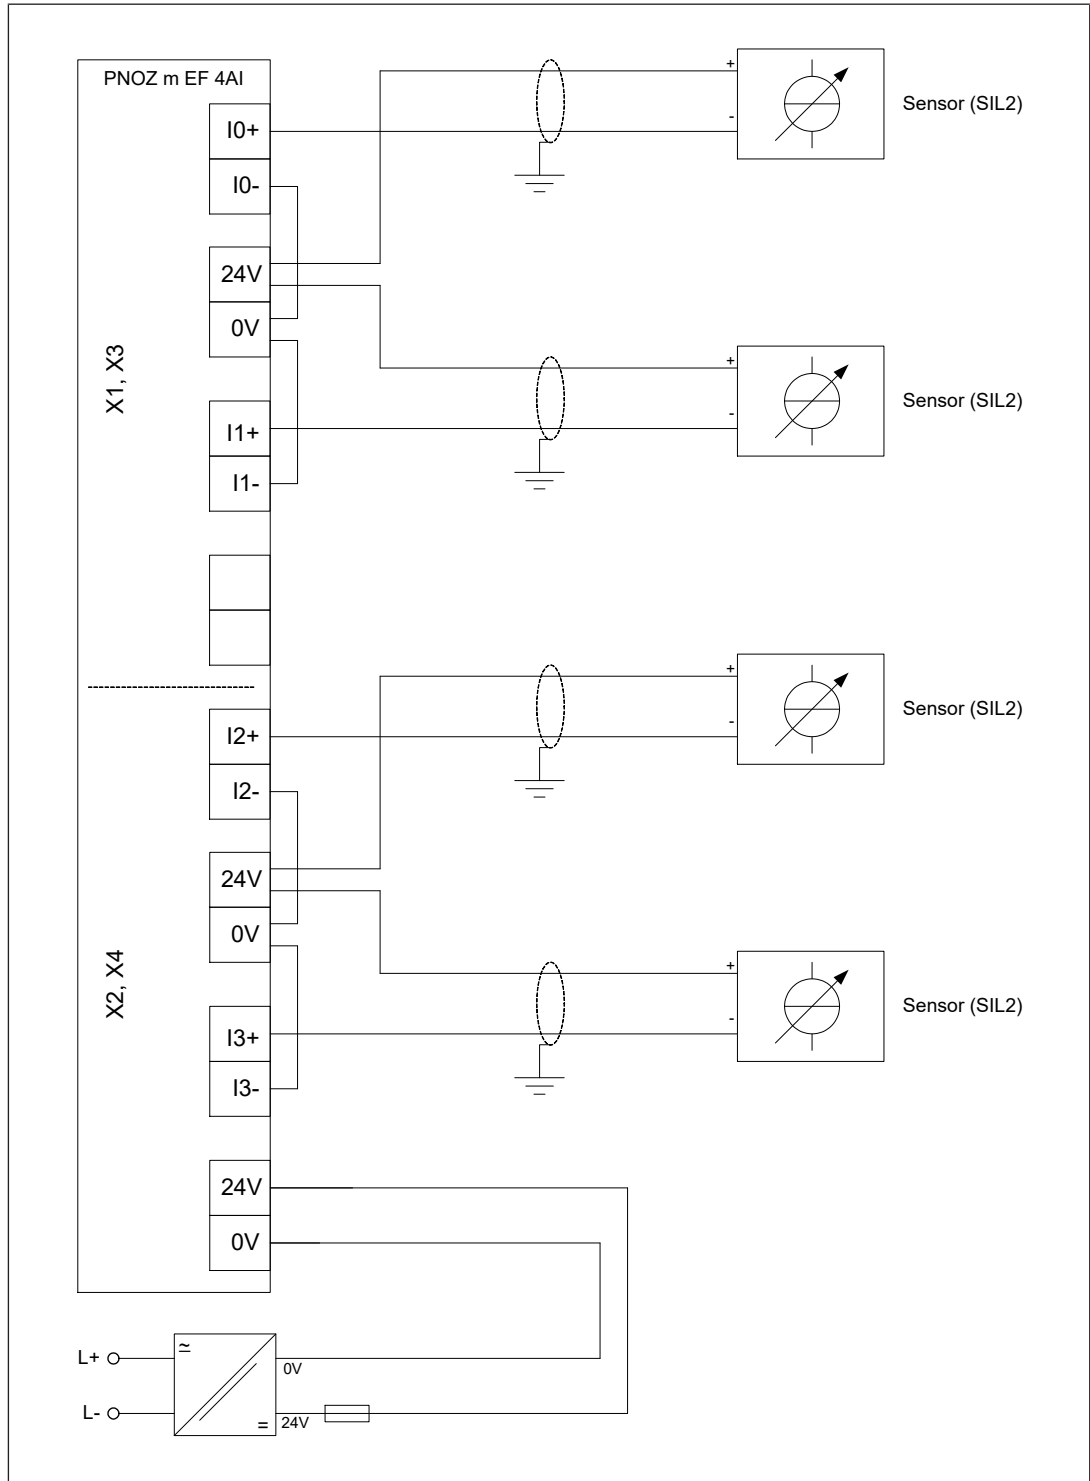 PNOZ m EF 4AI
I0+
I0-
24V
0V
I1+
I1-
X1, X3
+
-
Sensor (SIL2)
+
-
Sensor (SIL2)
I2+
I2-
24V
0V
I3+
I3-
X2, X4
+
-
Sensor (SIL2)
+
-
Sensor (SIL2)
24V
0V
L+
L-
≃
=
0V
24V